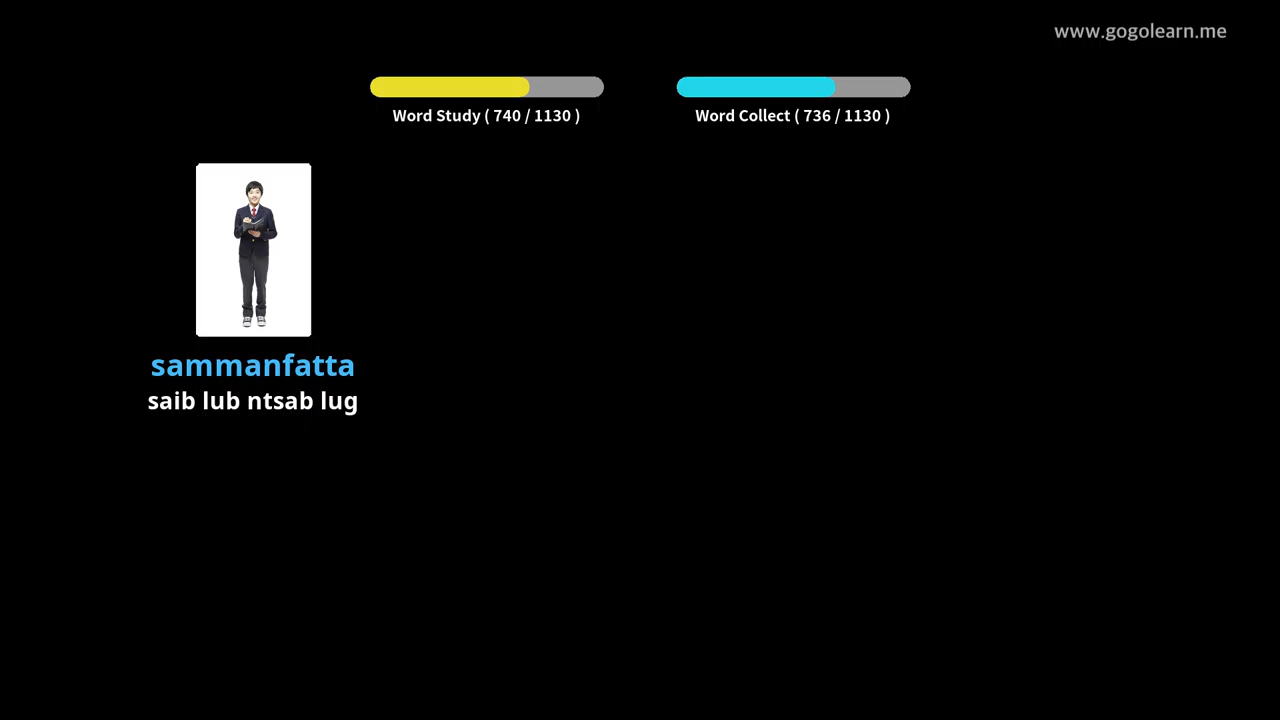 www.gogolearn.me
Word Study ( 740 / 1130 )
Word Collect ( 736 / 1130 )
sammanfatta
saib lub ntsab lug